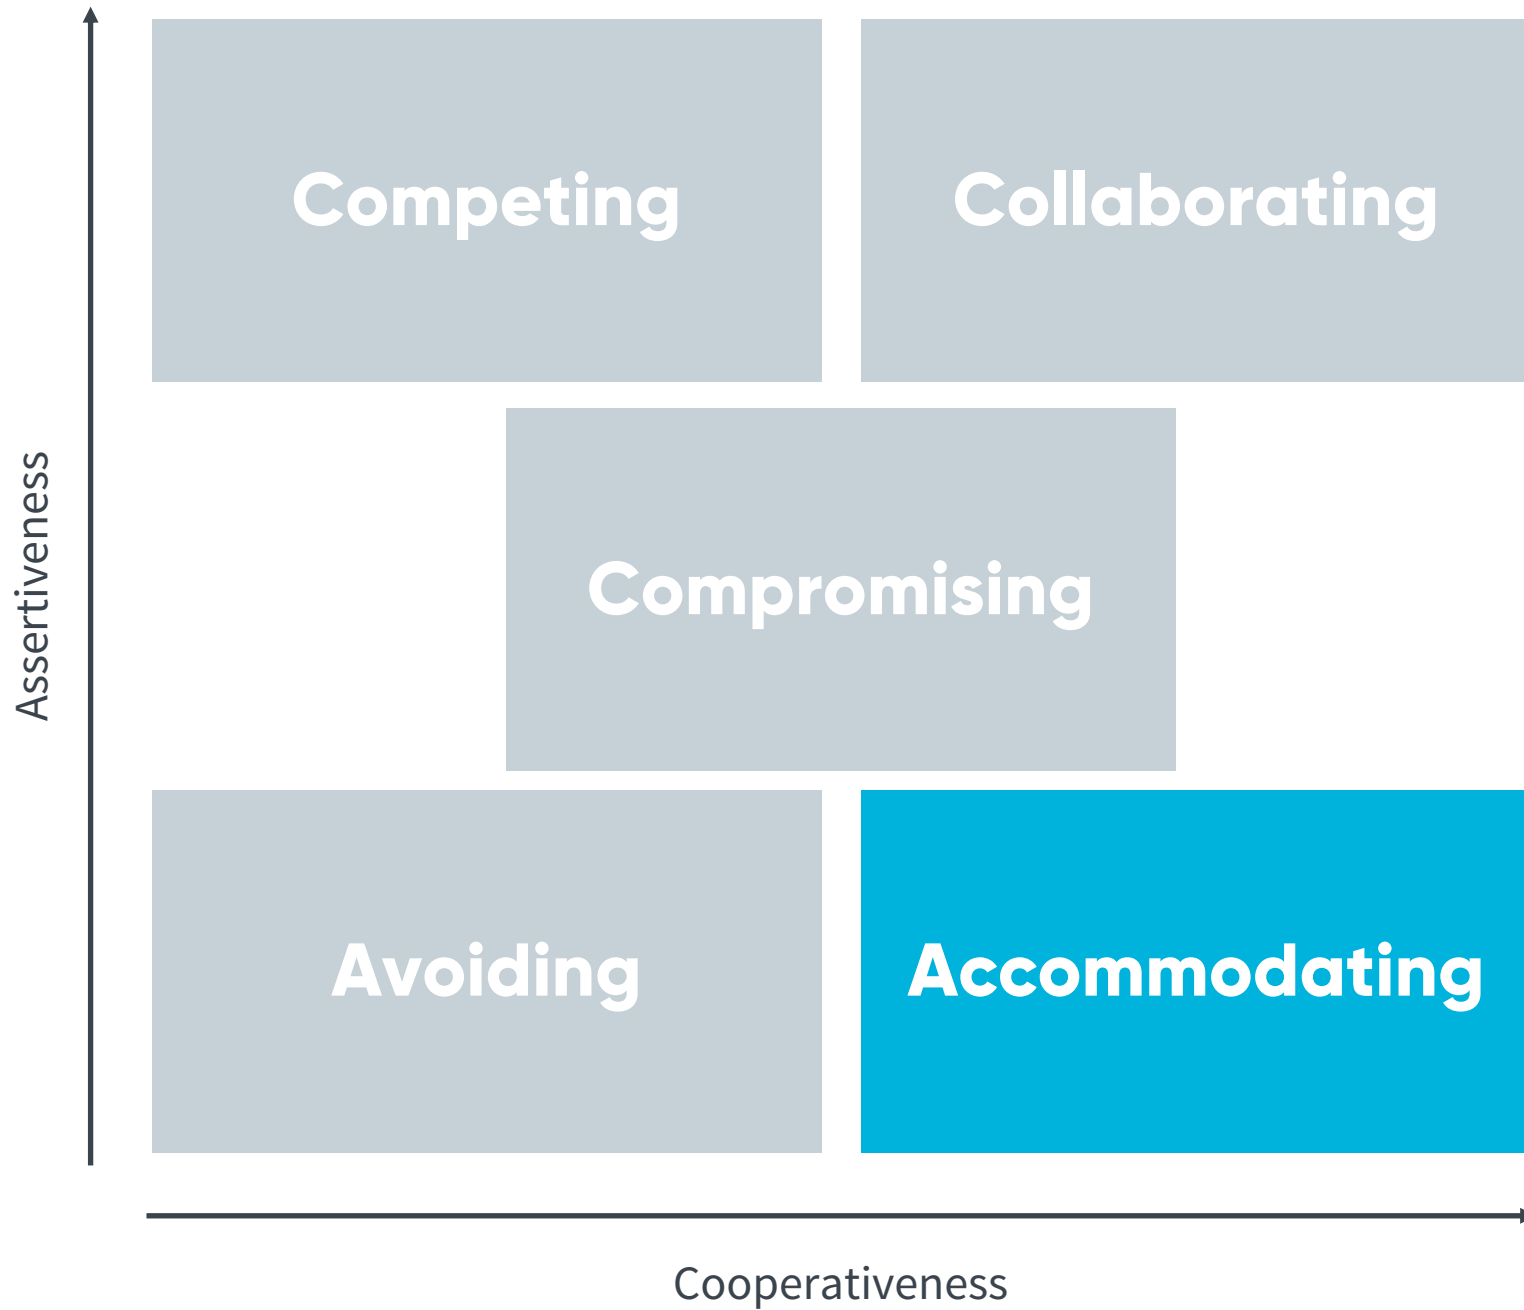 Competing
Collaborating
Assertiveness
Compromising
Avoiding
Accommodating
Cooperativeness